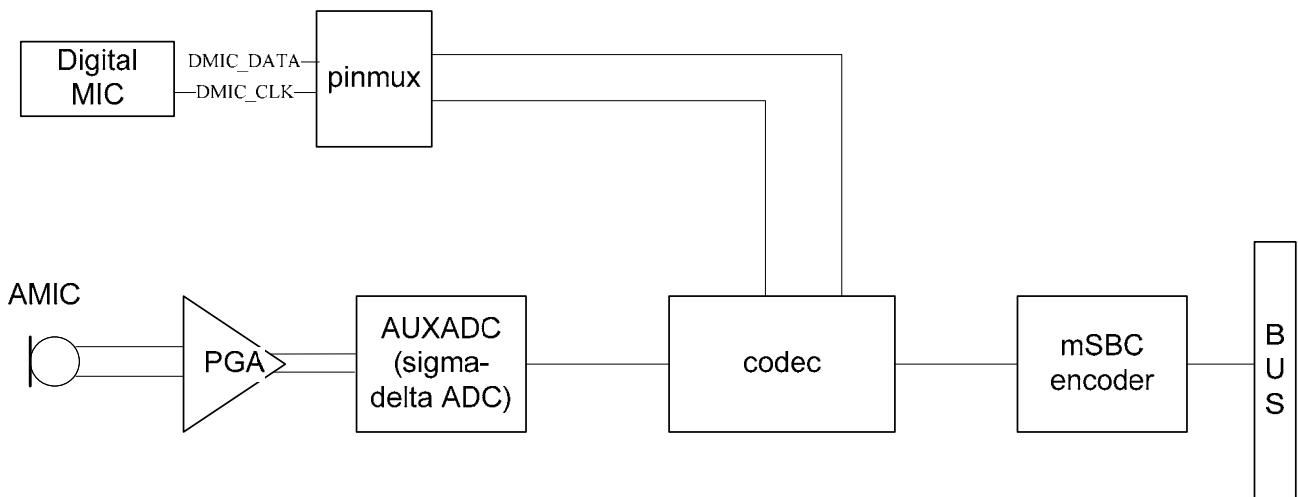 Digital
MIC
DMIC_DATA
DMIC_CLK
pinmux
AMIC
PGA
AUXADC
(sigma-
delta ADC)
codec
mSBC
encoder
B
U
S